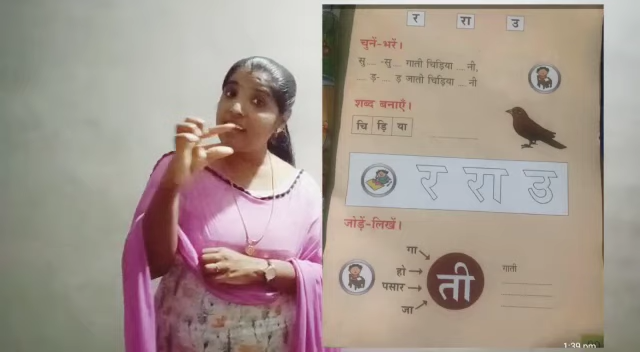 र रा उ
चुनें-भरें।
सु _ -सु _ गाती चिड़िया _ नी,
_ ड़- _ ड़ जाती चिड़िया _ नी
शब्द बनाएँ।
चि ड़ि या
र रा उ
जोड़ें-लिखें।
गा
हो
पसार
जा
ती
गाती
1:39 pm